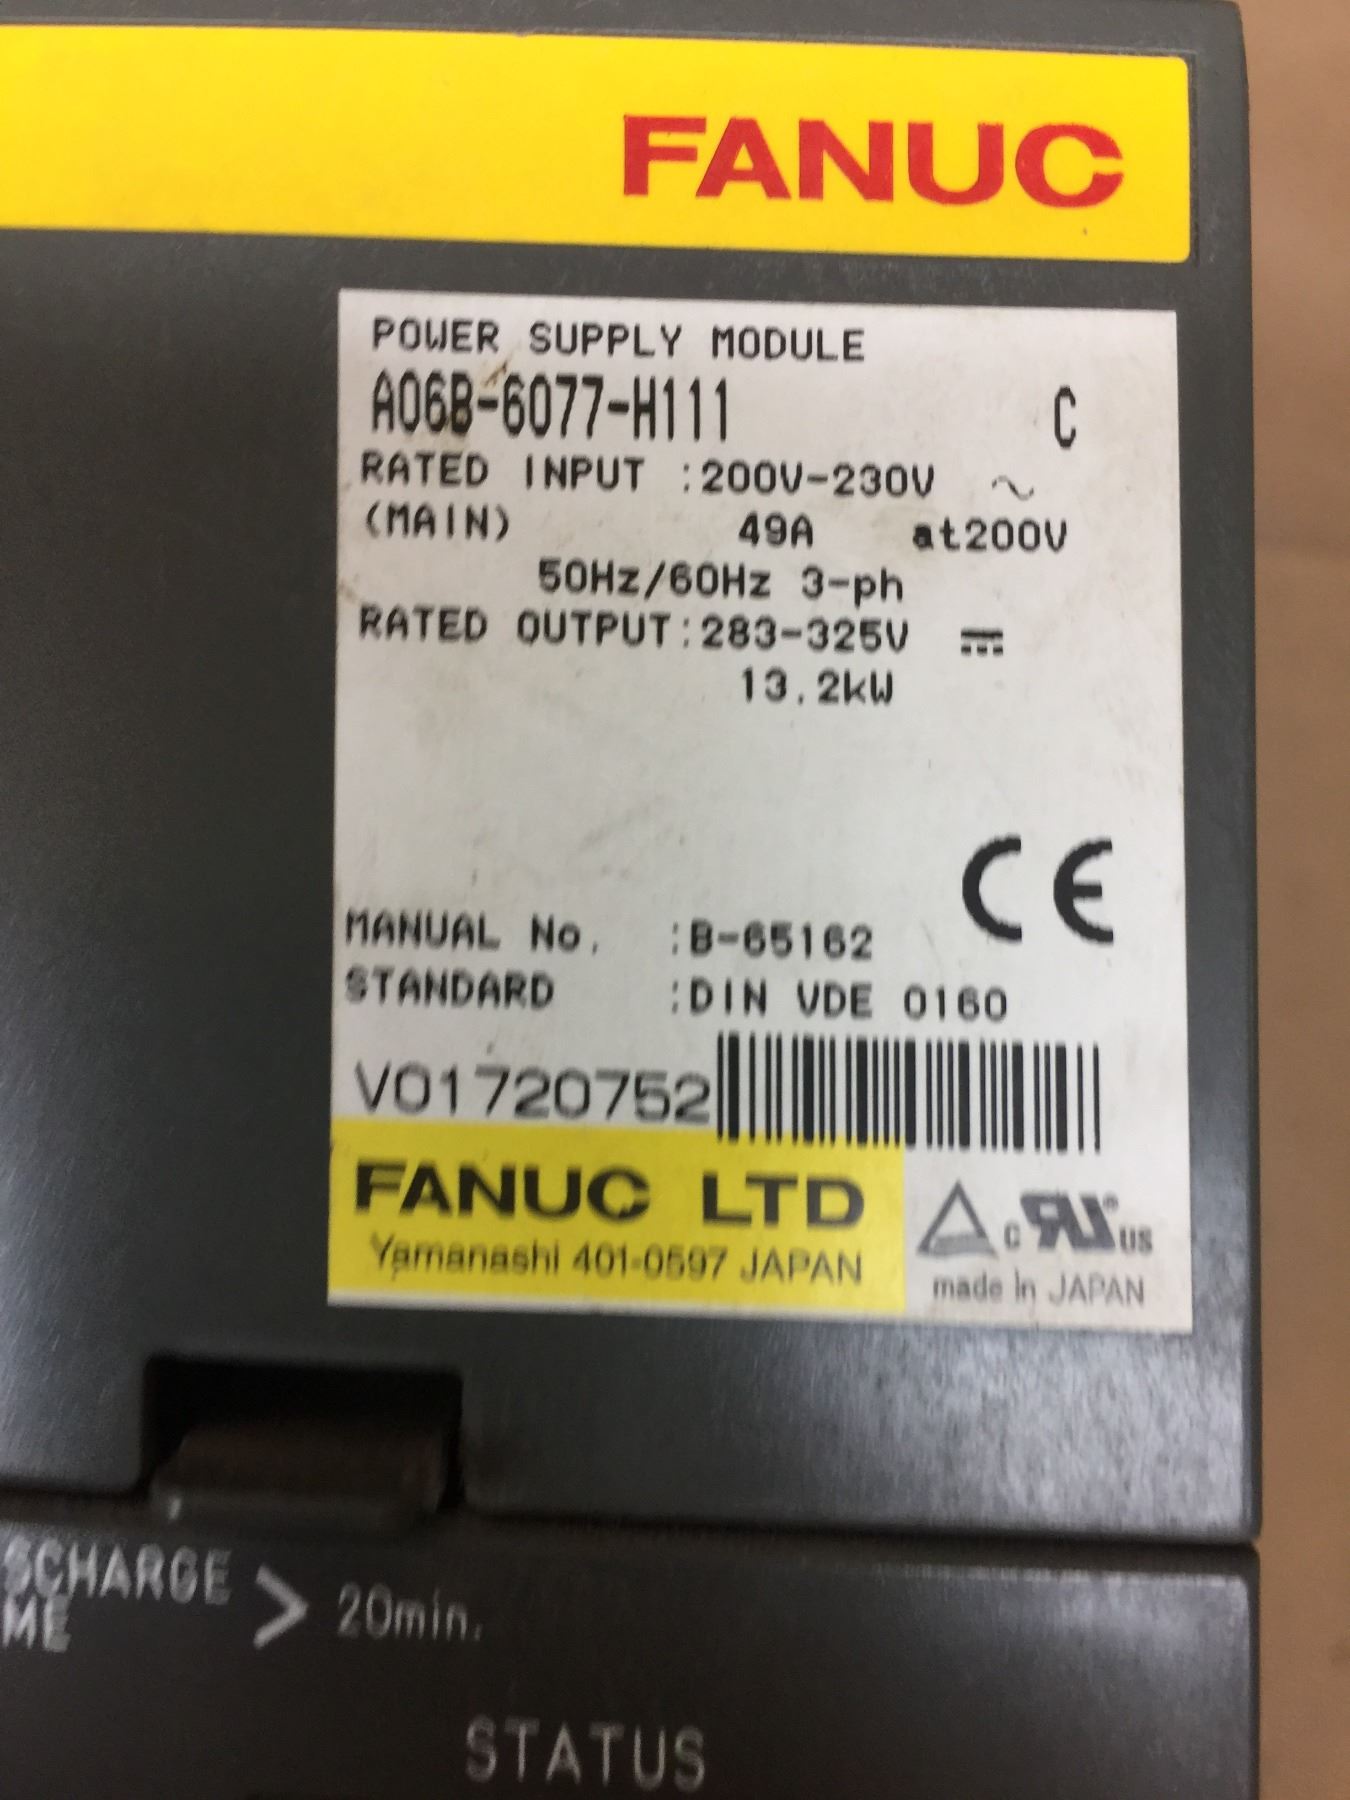 FANUC
POWER SUPPLY MODULE
A06B-6077-H111 C
RATED INPUT :200V-230V ~
(MAIN) 49A at200V
50Hz/60Hz 3-ph
RATED OUTPUT:283-325V ⎓
13.2kW
CE
MANUAL No. :B-65162
STANDARD :DIN VDE 0160
V01720752
FANUC LTD
Yamanashi 401-0597 JAPAN
c RU® US
made in JAPAN
SCHARGE > 20min.
ME
STATUS